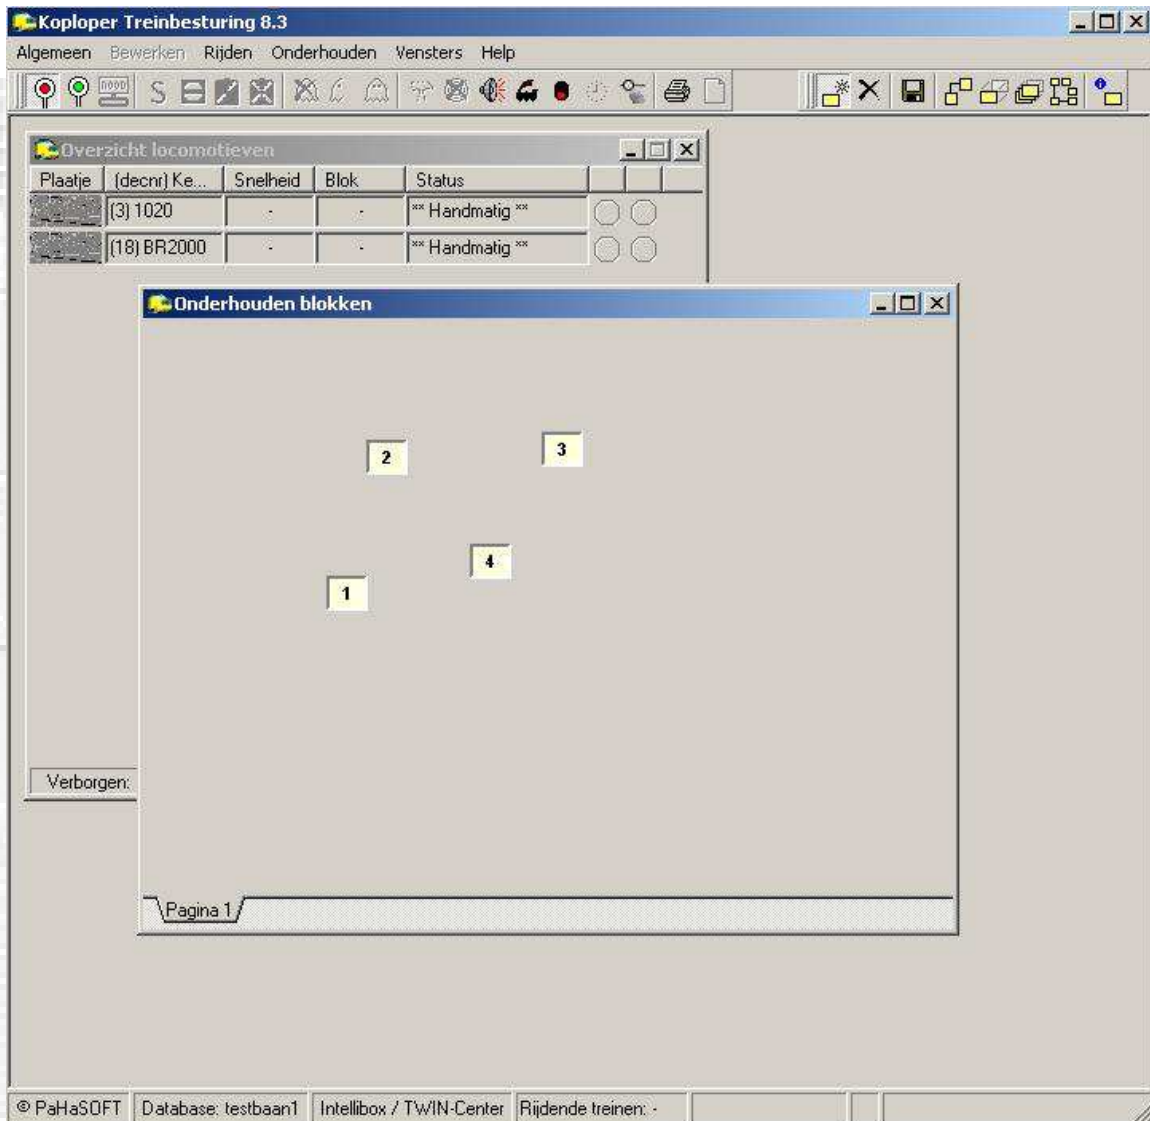 Koploper Treinbesturing 8.3
Algemeen Bewerken Rijden Onderhouden Vensters Help
Overzicht locomotieven
Plaatje (decnr) Ke... Snelheid Blok Status
(3) 1020 - - ** Handmatig **
(18) BR2000 - - ** Handmatig **
Onderhouden blokken
2 3
4
1
Verborgen:
Pagina 1
© PaHaSOFT Database: testbaan1 Intellibox / TWIN-Center Rijdende treinen: -